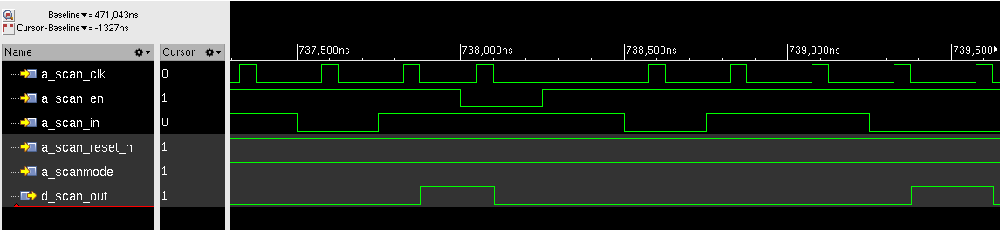 Baseline▼= 471,043ns
Cursor-Baseline▼= -1327ns
Name Cursor 737,500ns 738,000ns 738,500ns 739,000ns 739,500
a_scan_clk 0
a_scan_en 1
a_scan_in 0
a_scan_reset_n 1
a_scanmode 1
d_scan_out 1